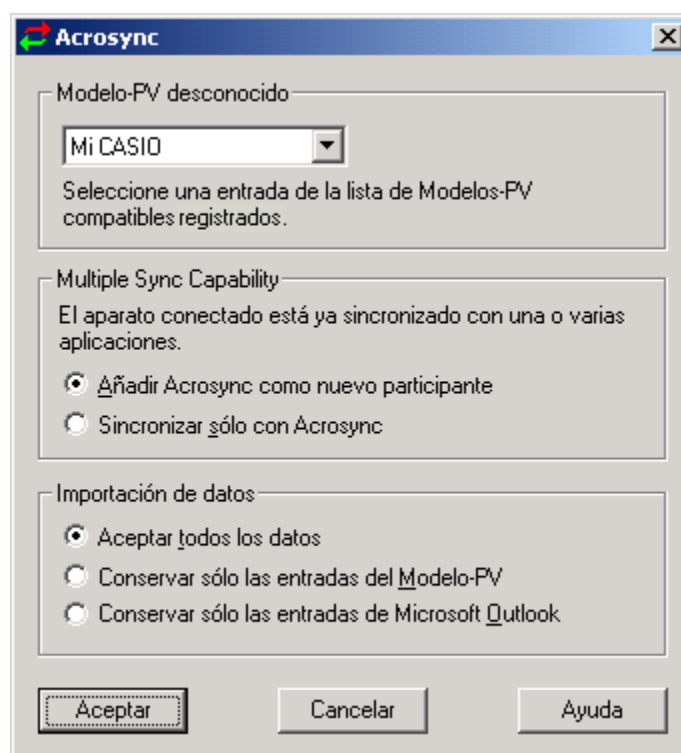 Acrosync
Modelo-PV desconocido
Mi CASIO
Seleccione una entrada de la lista de Modelos-PV
compatibles registrados.
Multiple Sync Capability
El aparato conectado está ya sincronizado con una o varias
aplicaciones.
Añadir Acrosync como nuevo participante
Sincronizar sólo con Acrosync
Importación de datos
Aceptar todos los datos
Conservar sólo las entradas del Modelo-PV
Conservar sólo las entradas de Microsoft Outlook
Aceptar Cancelar Ayuda